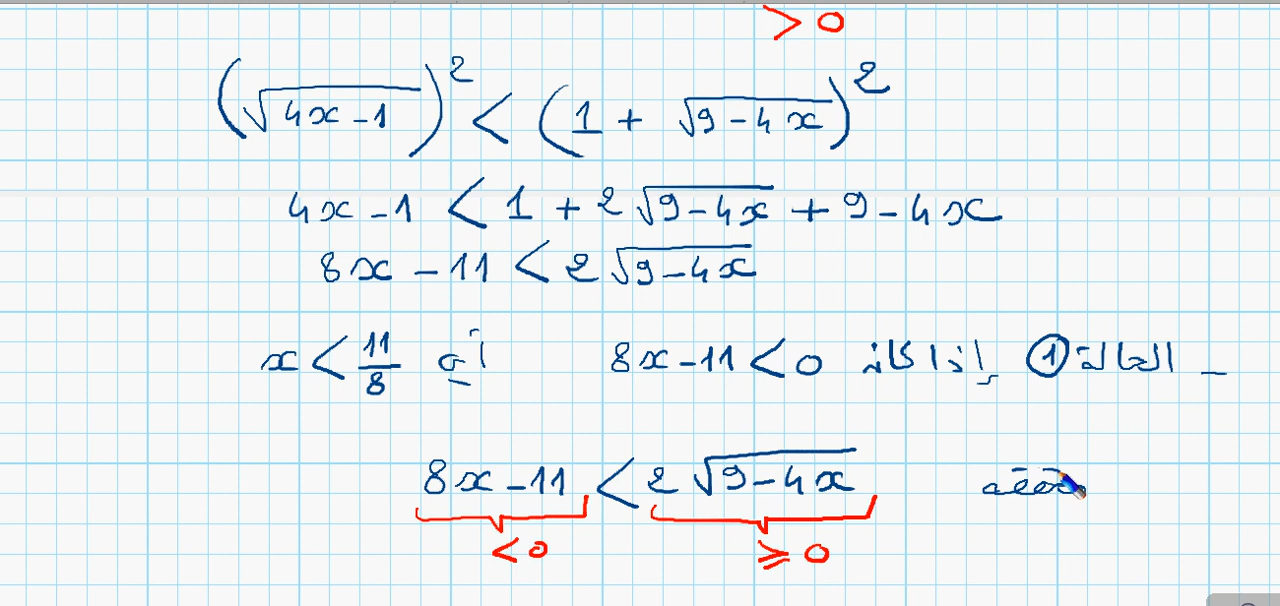 > 0
(√(4x - 1))² < (1 + √(9 - 4x))²
4x - 1 < 1 + 2√(9 - 4x) + 9 - 4x
8x - 11 < 2√(9 - 4x)
_ الحالة ① إذا كان 8x - 11 < 0 أي x < 11/8
8x - 11 < 2√(9 - 4x)
< 0 ≥ 0